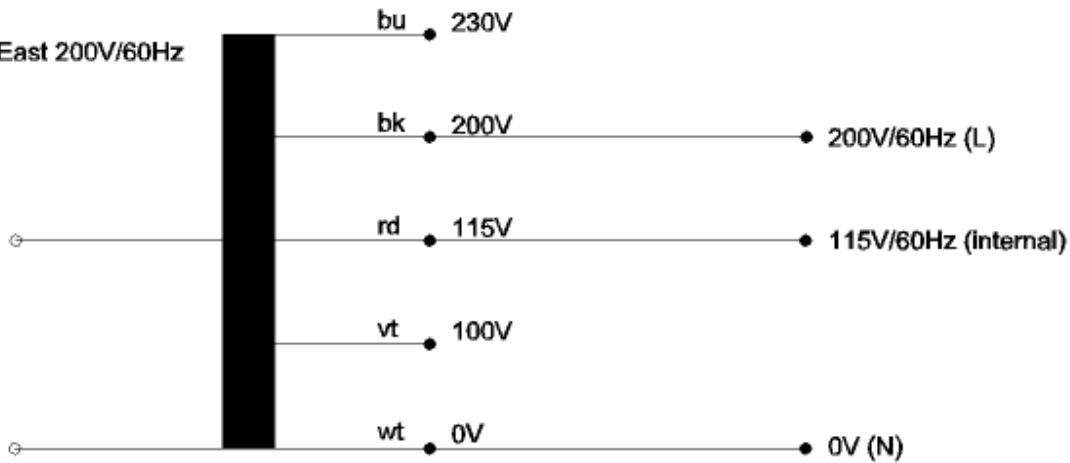 bu 230V
East 200V/60Hz
bk 200V 200V/60Hz (L)
rd 115V 115V/60Hz (internal)
vt 100V
wt 0V 0V (N)